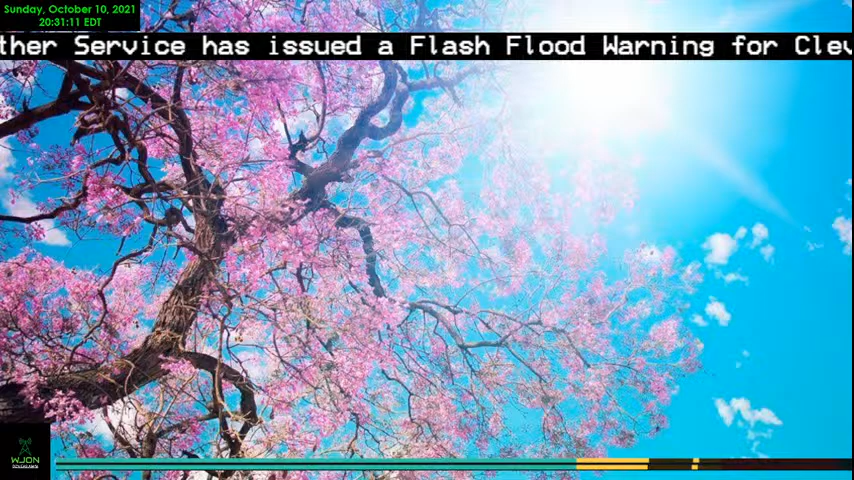 Sunday, October 10, 2021
20:31:11 EDT
ther Service has issued a Flash Flood Warning for Clev
WJON